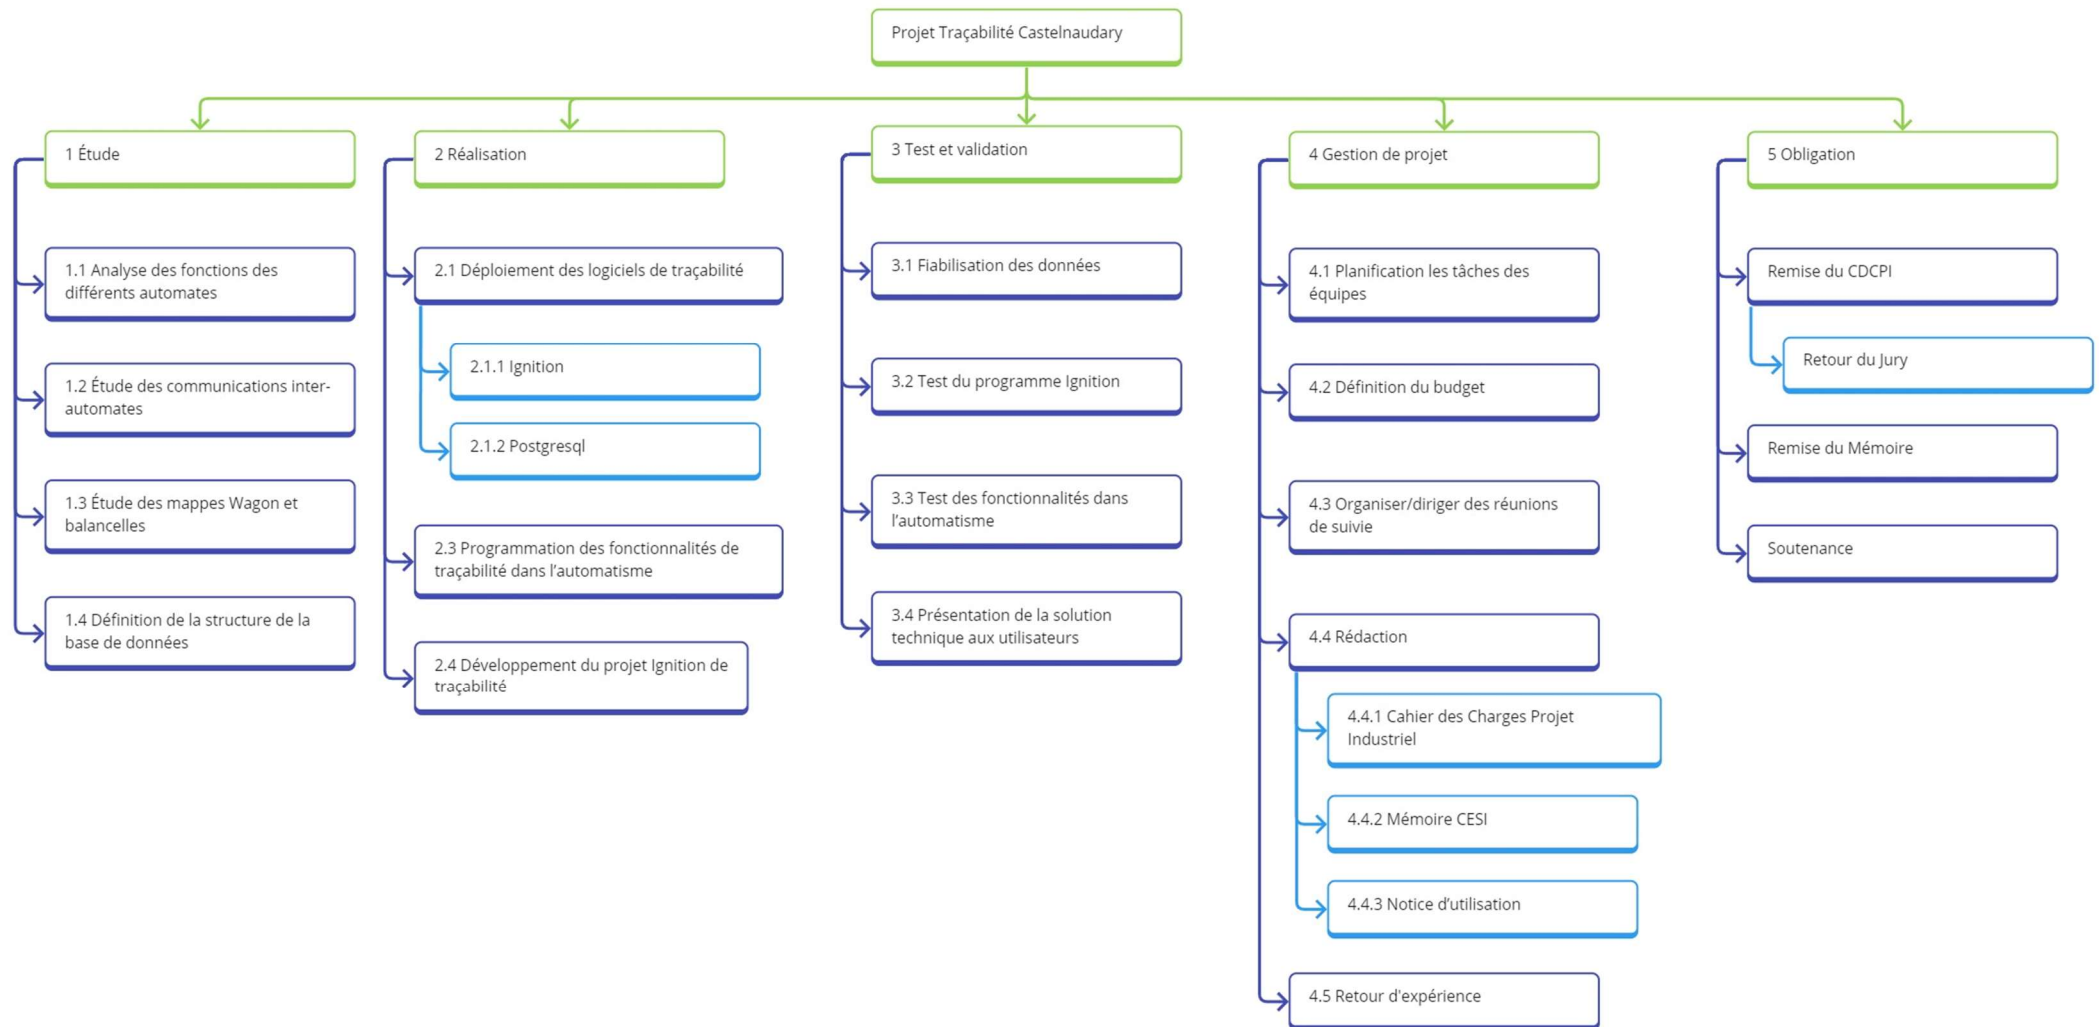 Projet Traçabilité Castelnaudary
1 Étude
1.1 Analyse des fonctions des
différents automates
1.2 Étude des communications inter-
automates
1.3 Étude des mappes Wagon et
balancelles
1.4 Définition de la structure de la
base de données
2 Réalisation
2.1 Déploiement des logiciels de traçabilité
2.1.1 Ignition
2.1.2 Postgresql
2.3 Programmation des fonctionnalités de
traçabilité dans l’automatisme
2.4 Développement du projet Ignition de
traçabilité
3 Test et validation
3.1 Fiabilisation des données
3.2 Test du programme Ignition
3.3 Test des fonctionnalités dans
l’automatisme
3.4 Présentation de la solution
technique aux utilisateurs
4 Gestion de projet
4.1 Planification les tâches des
équipes
4.2 Définition du budget
4.3 Organiser/diriger des réunions
de suivie
4.4 Rédaction
4.4.1 Cahier des Charges Projet
Industriel
4.4.2 Mémoire CESI
4.4.3 Notice d’utilisation
4.5 Retour d'expérience
5 Obligation
Remise du CDCPI
Retour du Jury
Remise du Mémoire
Soutenance